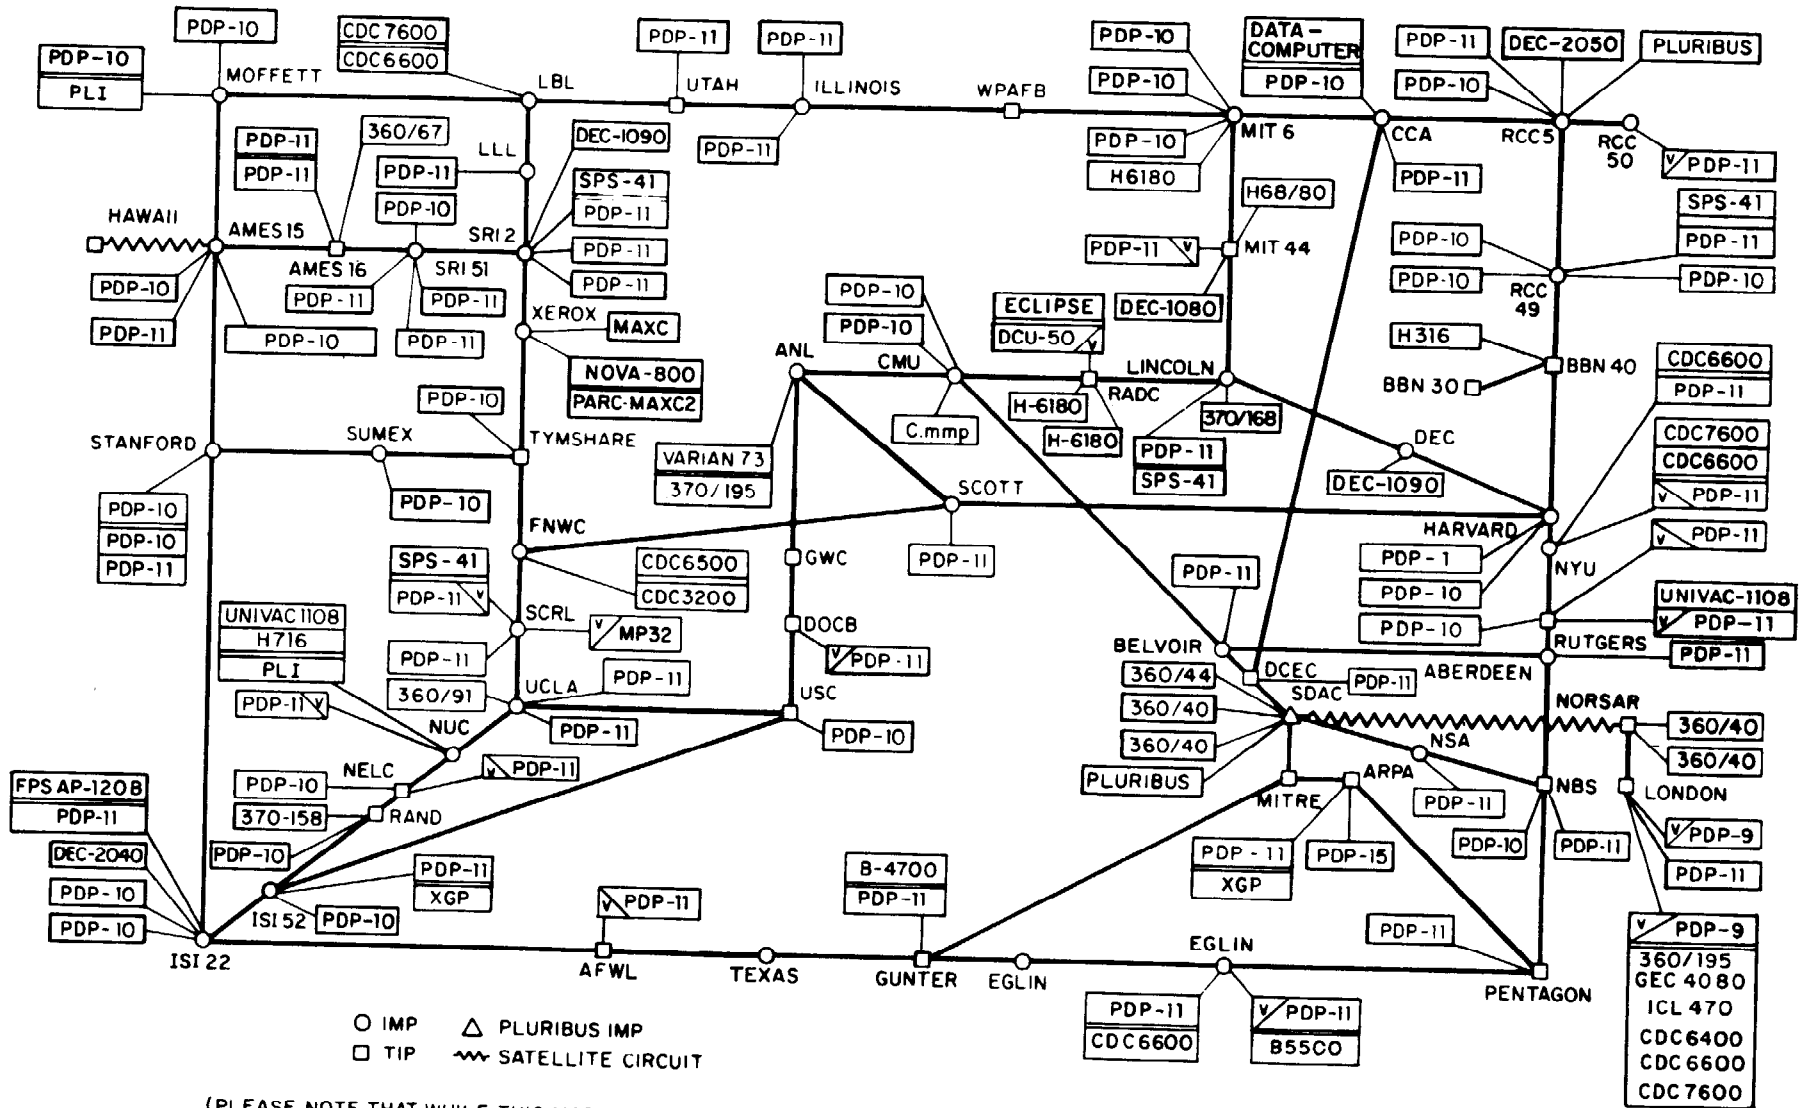 PDP-10
CDC 7600
CDC6600
PDP-11
PDP-11
PDP-10
PDP-10
DATA-
COMPUTER
PDP-10
PDP-11
PDP-10
DEC-2050
PLURIBUS
PDP-10
PLI
MOFFETT
LBL
UTAH
ILLINOIS
WPAFB
MIT 6
CCA
RCC5
RCC
50
PDP-11
PDP-11
360/67
LLL
PDP-11
DEC-1090
PDP-11
PDP-10
H6180
PDP-11
V PDP-11
PDP-10
SPS-41
PDP-11
H68/80
SPS-41
PDP-11
HAWAII
AMES 15
AMES 16
SRI 51
SRI 2
PDP-11
PDP-11
PDP-11 V
MIT 44
PDP-10
PDP-10
RCC
49
PDP-10
PDP-10
PDP-11
PDP-11
PDP-11
PDP-10
PDP-11
XEROX
MAXC
PDP-10
PDP-10
ECLIPSE
DCU-50 V
DEC-1080
H316
BBN 40
BBN 30
CDC6600
PDP-11
NOVA-800
PARC-MAXC2
ANL
CMU
RADC
LINCOLN
PDP-10
C.mmp
H-6180
H-6180
370/168
STANFORD
SUMEX
TYMSHARE
VARIAN 73
370/195
PDP-11
SPS-41
DEC
DEC-1090
CDC7600
CDC6600
V PDP-11
PDP-10
PDP-10
PDP-11
PDP-10
FNWC
SCOTT
PDP-11
HARVARD
PDP-1
PDP-10
NYU
V PDP-11
SPS-41
PDP-11 V
CDC6500
CDC3200
GWC
PDP-11
UNIVAC 1108
H716
PLI
SCRL
V MP32
DOCB
V PDP-11
PDP-10
UNIVAC-1108
V PDP-11
RUTGERS
PDP-11
PDP-11
360/91
UCLA
PDP-11
PDP-11
USC
PDP-10
BELVOIR
DCEC
PDP-11
ABERDEEN
360/44
360/40
360/40
PLURIBUS
SDAC
NORSAR
360/40
360/40
PDP-11 V
NUC
NSA
PDP-11
NELC
PDP-10
V PDP-11
RAND
370-158
PDP-10
MITRE
ARPA
NBS
LONDON
PDP-10
PDP-11
V PDP-9
PDP-11
FPS AP-120B
PDP-11
DEC-2040
PDP-10
PDP-10
PDP-11
XGP
ISI 52
PDP-10
B-4700
PDP-11
PDP-11
XGP
PDP-15
V PDP-11
PDP-11
V PDP-9
360/195
GEC 4080
ICL 470
CDC6400
CDC6600
CDC7600
ISI 22
AFWL
TEXAS
GUNTER
EGLIN
EGLIN
PENTAGON
PDP-11
CDC6600
V PDP-11
B5500
IMP
PLURIBUS IMP
TIP
SATELLITE CIRCUIT
(PLEASE NOTE THAT WHILE THIS